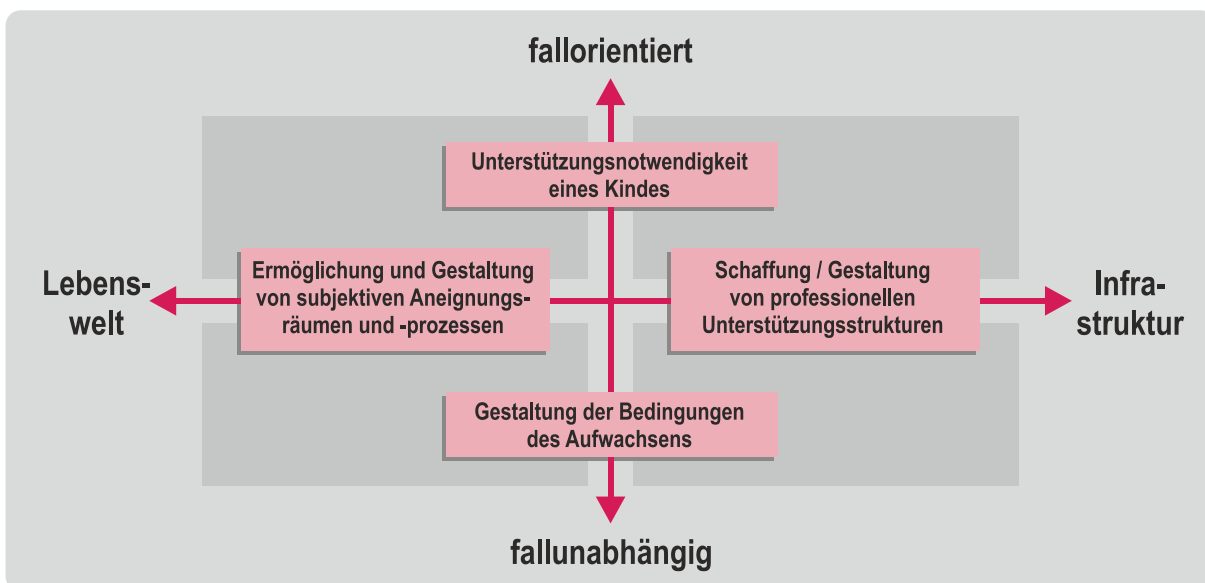 fallorientiert
Unterstützungsnotwendigkeit
eines Kindes
Lebens-
welt
Ermöglichung und Gestaltung
von subjektiven Aneignungs-
räumen und -prozessen
Schaffung / Gestaltung
von professionellen
Unterstützungsstrukturen
Infra-
struktur
Gestaltung der Bedingungen
des Aufwachsens
fallunabhängig